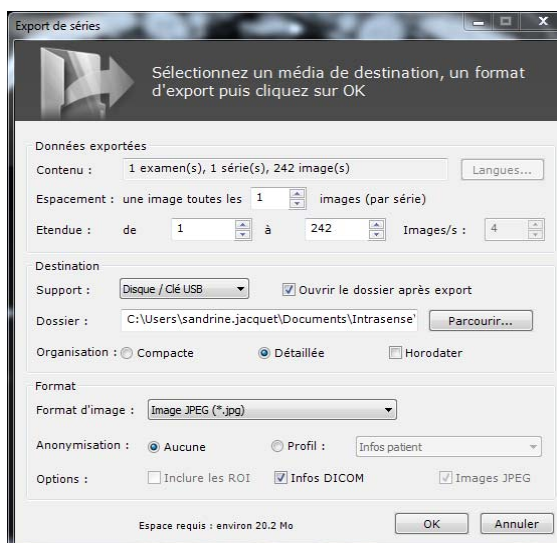 Export de séries
Sélectionnez un média de destination, un format
d'export puis cliquez sur OK
Données exportées
Contenu : 1 examen(s), 1 série(s), 242 image(s) Langues...
Espacement : une image toutes les 1 images (par série)
Etendue : de 1 à 242 Images/s : 4
Destination
Support : Disque / Clé USB Ouvrir le dossier après export
Dossier : C:\Users\sandrine.jacquet\Documents\Intrasense' Parcourir...
Organisation : Compacte Détaillée Horodater
Format
Format d'image : Image JPEG (*.jpg)
Anonymisation : Aucune Profil : Infos patient
Options : Inclure les ROI Infos DICOM Images JPEG
Espace requis : environ 20.2 Mo OK Annuler